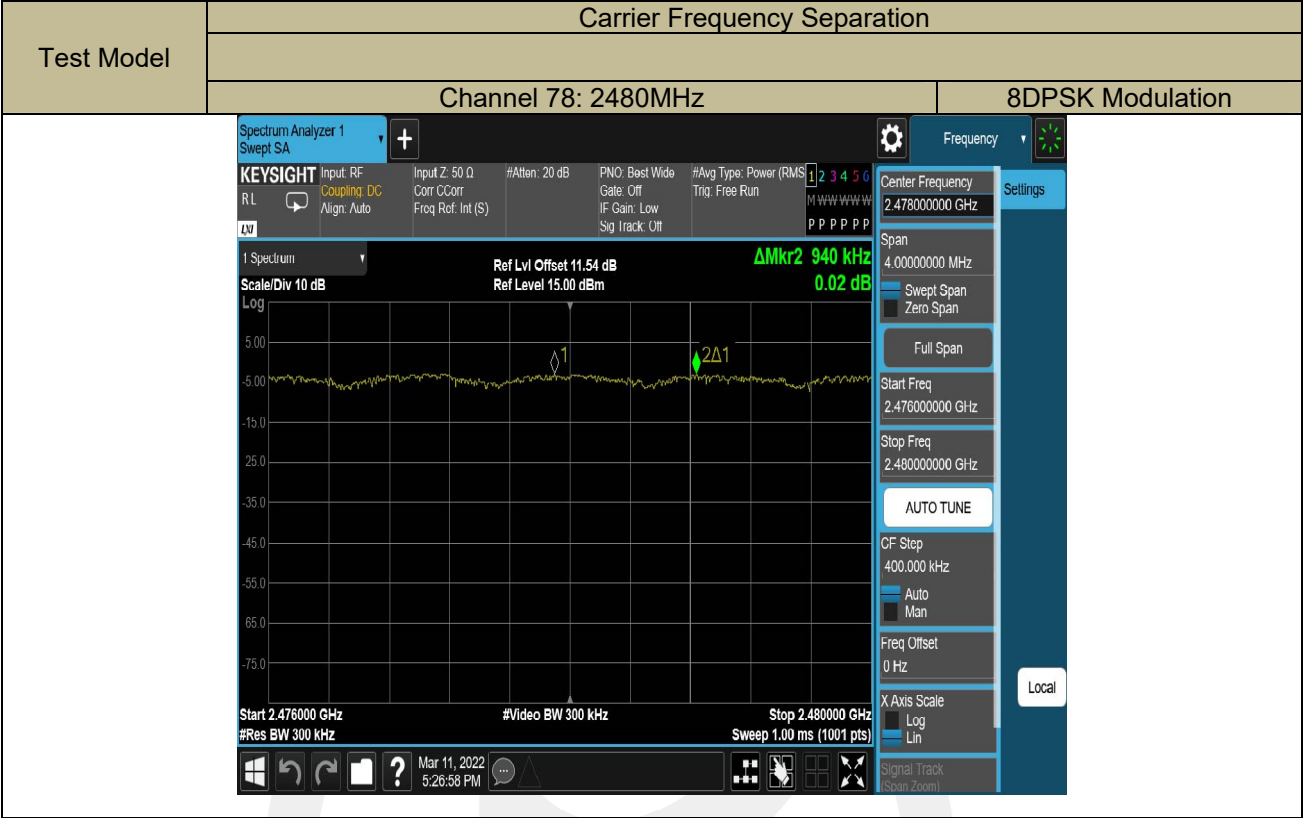 Carrier Frequency Separation
Test Model
Channel 78: 2480MHz
8DPSK Modulation
Spectrum Analyzer 1
Swept SA
+
Frequency
KEYSIGHT
RL
LXI
Input: RF
Coupling: DC
Align: Auto
Input Z: 50 Ω
Corr CCorr
Freq Ref: Int (S)
#Atten: 20 dB
PNO: Best Wide
Gate: Off
IF Gain: Low
Sig Track: Off
#Avg Type: Power (RMS
Trig: Free Run
1 2 3 4 5 6
M W W W W W
P P P P P P
Center Frequency
2.478000000 GHz
Settings
1 Spectrum
Scale/Div 10 dB
Log
Ref Lvl Offset 11.54 dB
Ref Level 15.00 dBm
ΔMkr2 940 kHz
0.02 dB
Span
4.00000000 MHz
Swept Span
Zero Span
Full Span
Start Freq
2.476000000 GHz
Stop Freq
2.480000000 GHz
AUTO TUNE
CF Step
400.000 kHz
Auto
Man
Freq Offset
0 Hz
X Axis Scale
Log
Lin
Signal Track
(Span Zoom)
Local
5.00
1
2Δ1
-5.00
-15.0
25.0
-35.0
-45.0
-55.0
65.0
-75.0
Start 2.476000 GHz
#Video BW 300 kHz
Stop 2.480000 GHz
#Res BW 300 kHz
Sweep 1.00 ms (1001 pts)
?
Mar 11, 2022
5:26:58 PM